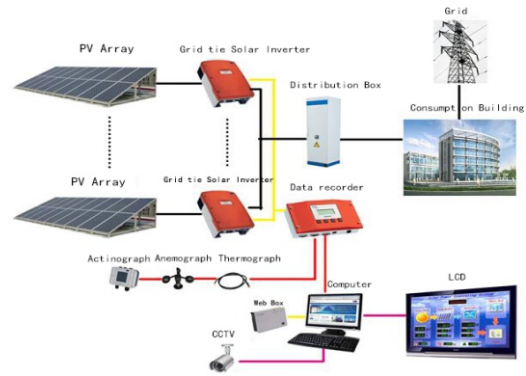 Grid
PV Array
Grid tie Solar Inverter
Distribution Box
Consumption Building
PV Array
Grid tie Solar Inverter
Data recorder
Actinograph
Anemograph
Thermograph
Computer
LCD
Web Box
CCTV